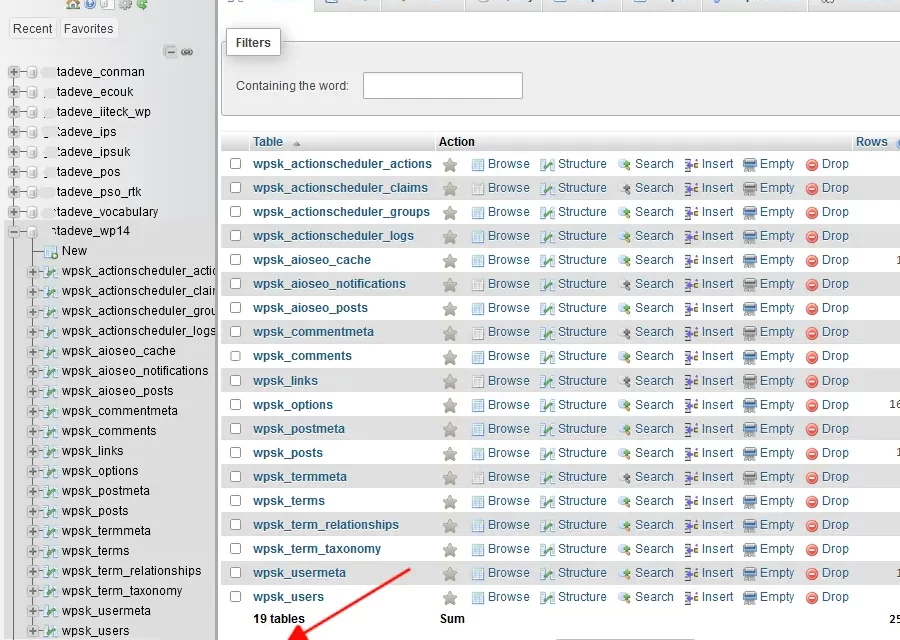 Recent Favorites
tadeve_conman
tadeve_ecouk
tadeve_iiteck_wp
tadeve_ips
tadeve_ipsuk
tadeve_pos
tadeve_pso_rtk
tadeve_vocabulary
tadeve_wp14
New
wpsk_actionscheduler_actic
wpsk_actionscheduler_clair
wpsk_actionscheduler_grou
wpsk_actionscheduler_logs
wpsk_aioseo_cache
wpsk_aioseo_notifications
wpsk_aioseo_posts
wpsk_commentmeta
wpsk_comments
wpsk_links
wpsk_options
wpsk_postmeta
wpsk_posts
wpsk_termmeta
wpsk_terms
wpsk_term_relationships
wpsk_term_taxonomy
wpsk_usermeta
wpsk_users
Filters
Containing the word:
Table Action Rows
wpsk_actionscheduler_actions Browse Structure Search Insert Empty Drop
wpsk_actionscheduler_claims Browse Structure Search Insert Empty Drop
wpsk_actionscheduler_groups Browse Structure Search Insert Empty Drop
wpsk_actionscheduler_logs Browse Structure Search Insert Empty Drop
wpsk_aioseo_cache Browse Structure Search Insert Empty Drop 1
wpsk_aioseo_notifications Browse Structure Search Insert Empty Drop
wpsk_aioseo_posts Browse Structure Search Insert Empty Drop
wpsk_commentmeta Browse Structure Search Insert Empty Drop
wpsk_comments Browse Structure Search Insert Empty Drop
wpsk_links Browse Structure Search Insert Empty Drop
wpsk_options Browse Structure Search Insert Empty Drop 16
wpsk_postmeta Browse Structure Search Insert Empty Drop
wpsk_posts Browse Structure Search Insert Empty Drop 1
wpsk_termmeta Browse Structure Search Insert Empty Drop
wpsk_terms Browse Structure Search Insert Empty Drop
wpsk_term_relationships Browse Structure Search Insert Empty Drop
wpsk_term_taxonomy Browse Structure Search Insert Empty Drop
wpsk_usermeta Browse Structure Search Insert Empty Drop 1
wpsk_users Browse Structure Search Insert Empty Drop
19 tables Sum 25